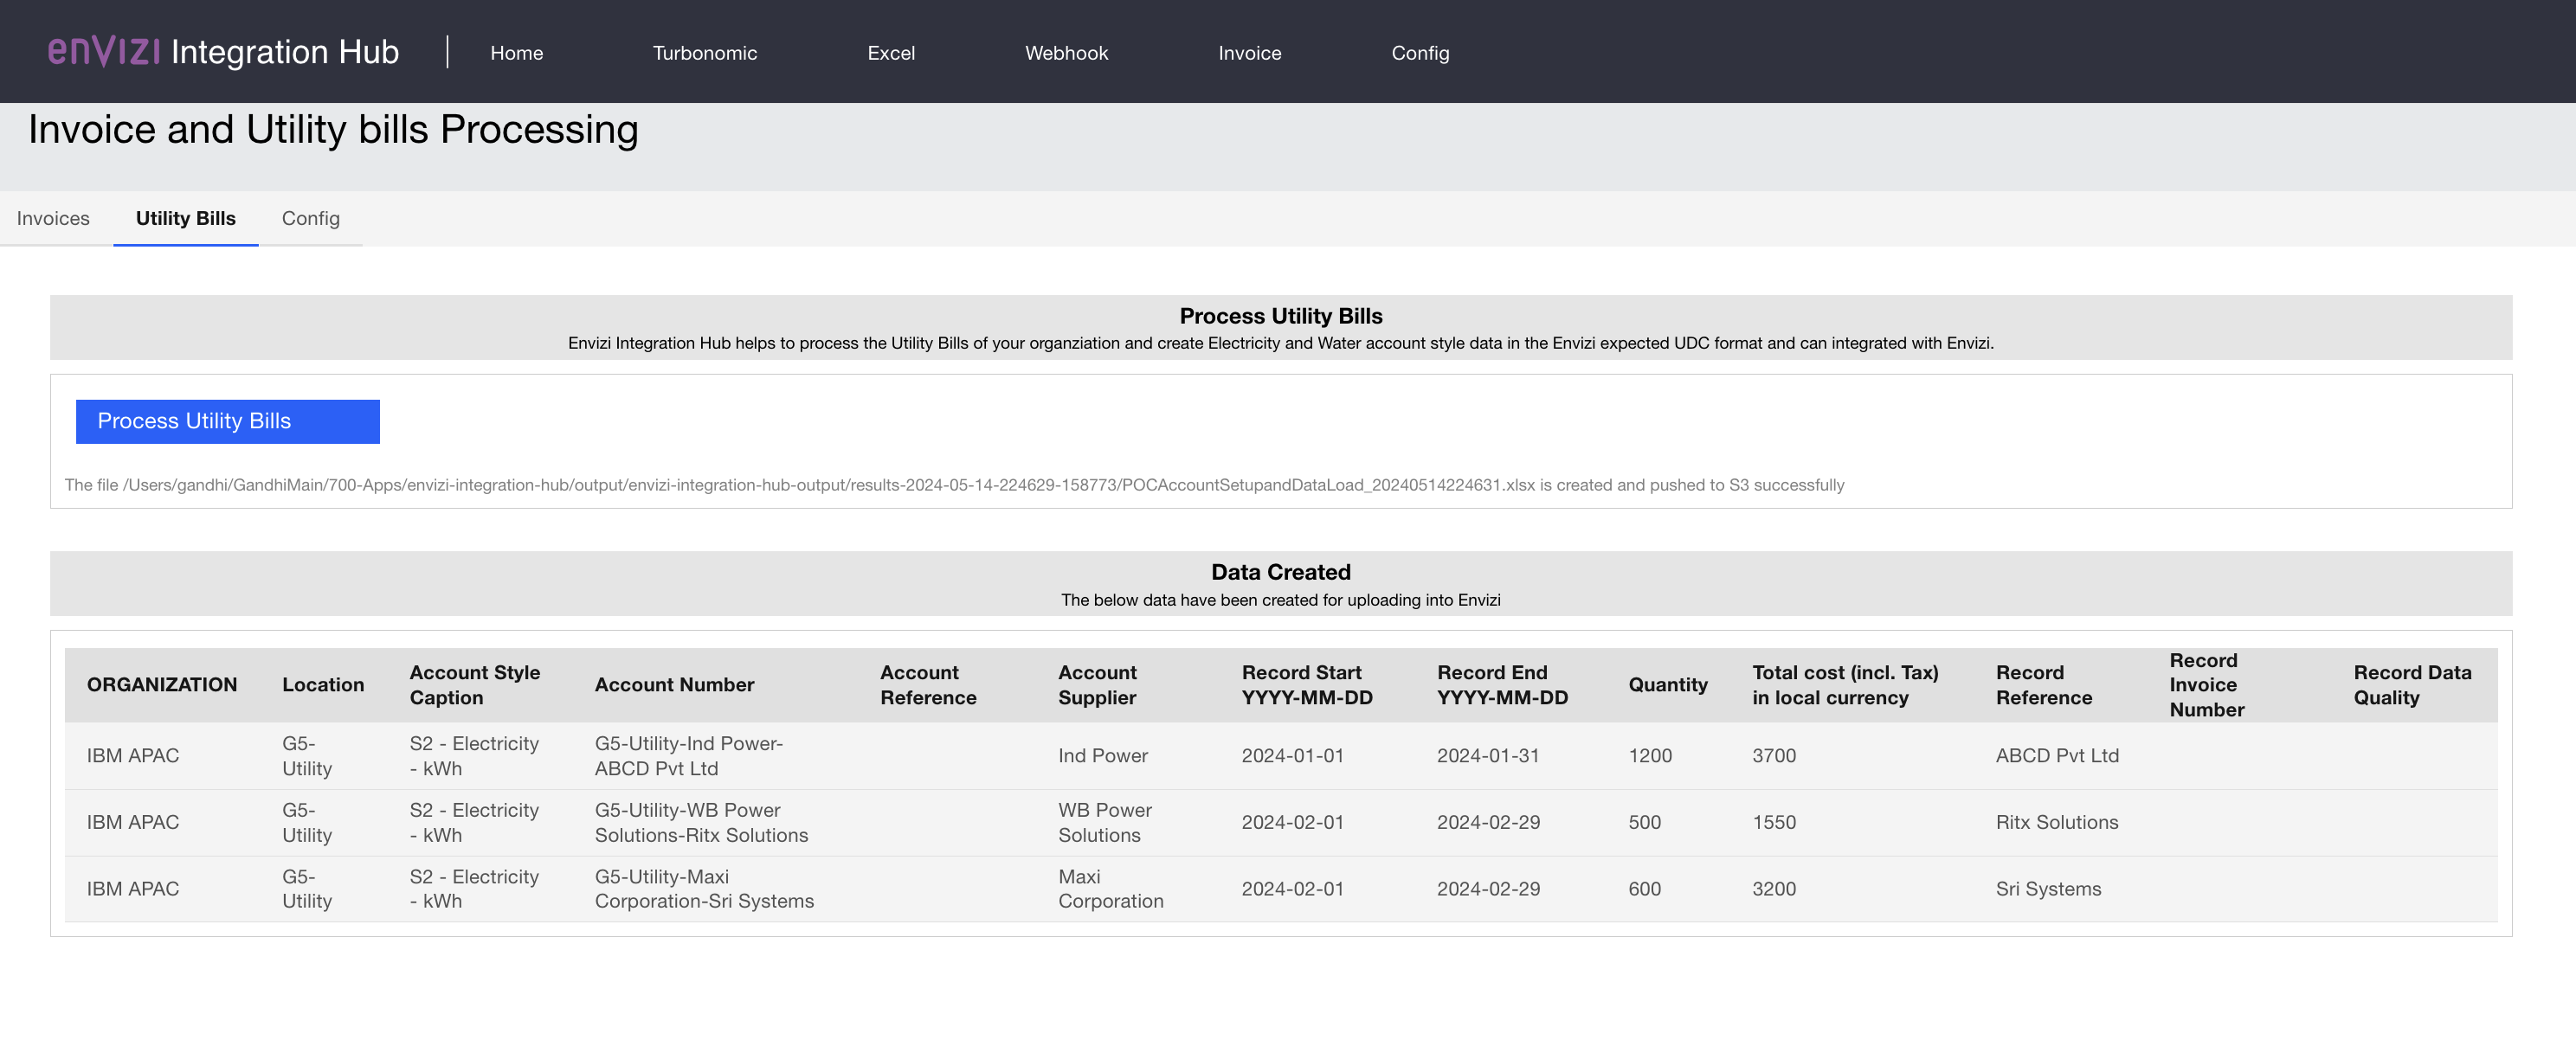 envizi Integration Hub Home Turbonomic Excel Webhook Invoice Config
Invoice and Utility bills Processing
Invoices Utility Bills Config
Process Utility Bills
Envizi Integration Hub helps to process the Utility Bills of your organziation and create Electricity and Water account style data in the Envizi expected UDC format and can integrated with Envizi.
Process Utility Bills
The file /Users/gandhi/GandhiMain/700-Apps/envizi-integration-hub/output/envizi-integration-hub-output/results-2024-05-14-224629-158773/POCAccountSetupandDataLoad_20240514224631.xlsx is created and pushed to S3 successfully
Data Created
The below data have been created for uploading into Envizi
ORGANIZATION
Location
Account Style
Caption
Account Number
Account
Reference
Account
Supplier
Record Start
YYYY-MM-DD
Record End
YYYY-MM-DD
Quantity
Total cost (incl. Tax)
in local currency
Record
Reference
Record
Invoice
Number
Record Data
Quality
IBM APAC
G5-
Utility
S2 - Electricity
- kWh
G5-Utility-Ind Power-
ABCD Pvt Ltd
Ind Power
2024-01-01
2024-01-31
1200
3700
ABCD Pvt Ltd
IBM APAC
G5-
Utility
S2 - Electricity
- kWh
G5-Utility-WB Power
Solutions-Ritx Solutions
WB Power
Solutions
2024-02-01
2024-02-29
500
1550
Ritx Solutions
IBM APAC
G5-
Utility
S2 - Electricity
- kWh
G5-Utility-Maxi
Corporation-Sri Systems
Maxi
Corporation
2024-02-01
2024-02-29
600
3200
Sri Systems